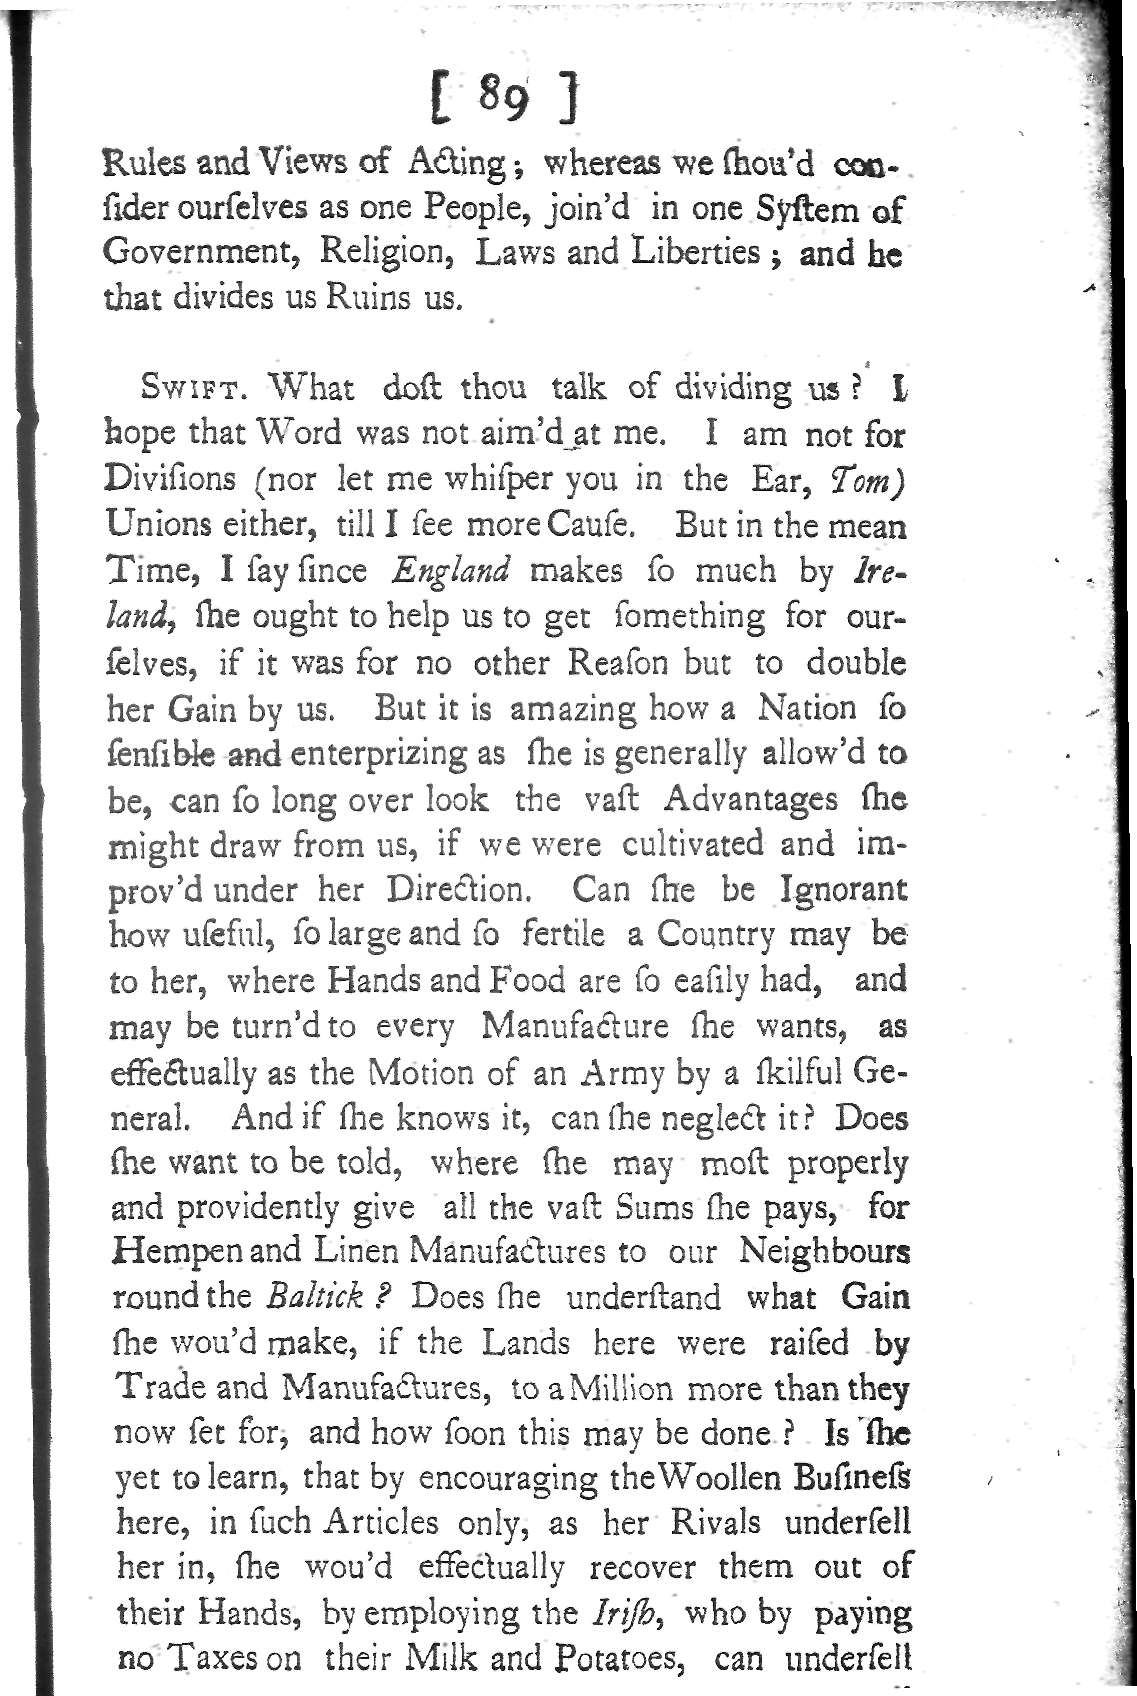 [ 89 ]
Rules and Views of Acting; whereas we ſhou'd con-
ſider ourſelves as one People, join'd in one Syſtem of
Government, Religion, Laws and Liberties; and he
that divides us Ruins us.
SWIFT. What doſt thou talk of dividing us? I
hope that Word was not aim'd at me. I am not for
Diviſions (nor let me whiſper you in the Ear, Tom)
Unions either, till I ſee more Cauſe. But in the mean
Time, I ſay ſince England makes ſo much by Ire-
land, ſhe ought to help us to get ſomething for our-
ſelves, if it was for no other Reaſon but to double
her Gain by us. But it is amazing how a Nation ſo
ſenſible and enterprizing as ſhe is generally allow'd to
be, can ſo long over look the vaſt Advantages ſhe
might draw from us, if we were cultivated and im-
prov'd under her Direction. Can ſhe be Ignorant
how uſeful, ſo large and ſo fertile a Country may be
to her, where Hands and Food are ſo eaſily had, and
may be turn'd to every Manufacture ſhe wants, as
effectually as the Motion of an Army by a ſkilful Ge-
neral. And if ſhe knows it, can ſhe neglect it? Does
ſhe want to be told, where ſhe may moſt properly
and providently give all the vaſt Sums ſhe pays, for
Hempen and Linen Manufactures to our Neighbours
round the Baltick? Does ſhe underſtand what Gain
ſhe wou'd make, if the Lands here were raiſed by
Trade and Manufactures, to a Million more than they
now ſet for, and how ſoon this may be done? Is ſhe
yet to learn, that by encouraging the Woollen Buſineſs
here, in ſuch Articles only, as her Rivals underſell
her in, ſhe wou'd effectually recover them out of
their Hands, by employing the Iriſh, who by paying
no Taxes on their Milk and Potatoes, can underſell